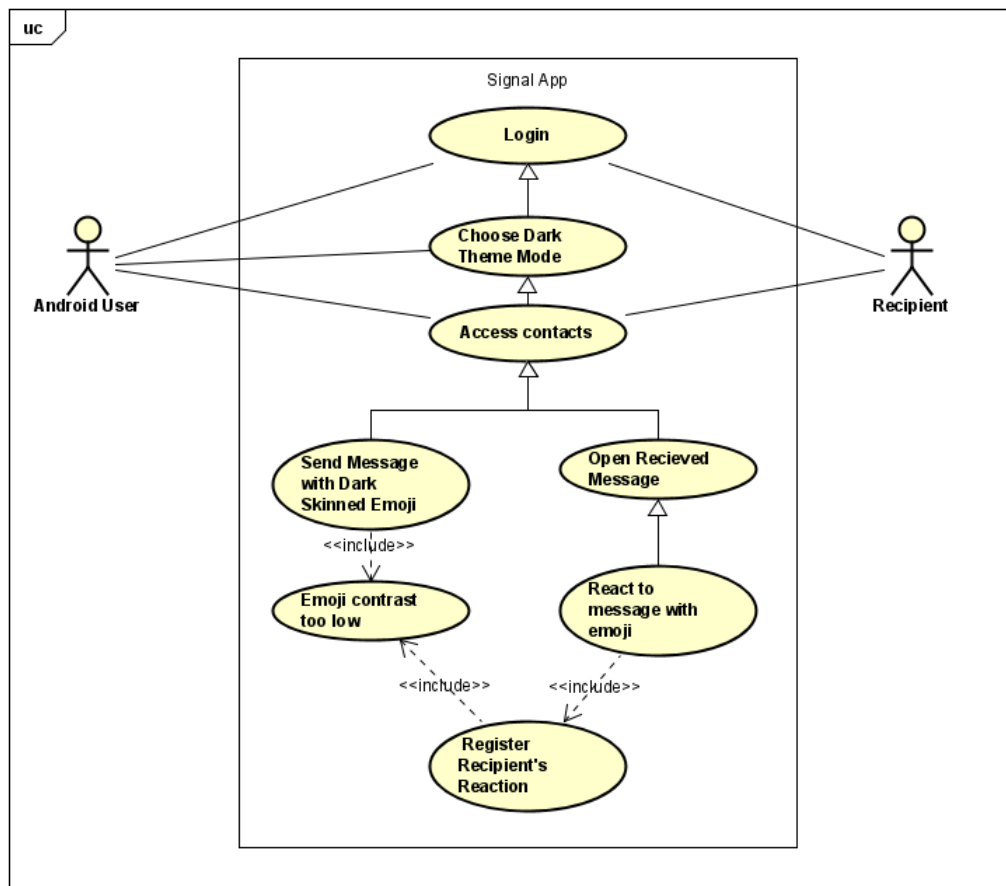 uc
Signal App
Login
Choose Dark
Theme Mode
Android User
Recipient
Access contacts
Send Message
with Dark
Skinned Emoji
Open Recieved
Message
<<include>>
Emoji contrast
too low
React to
message with
emoji
<<include>>
<<include>>
Register
Recipient's
Reaction